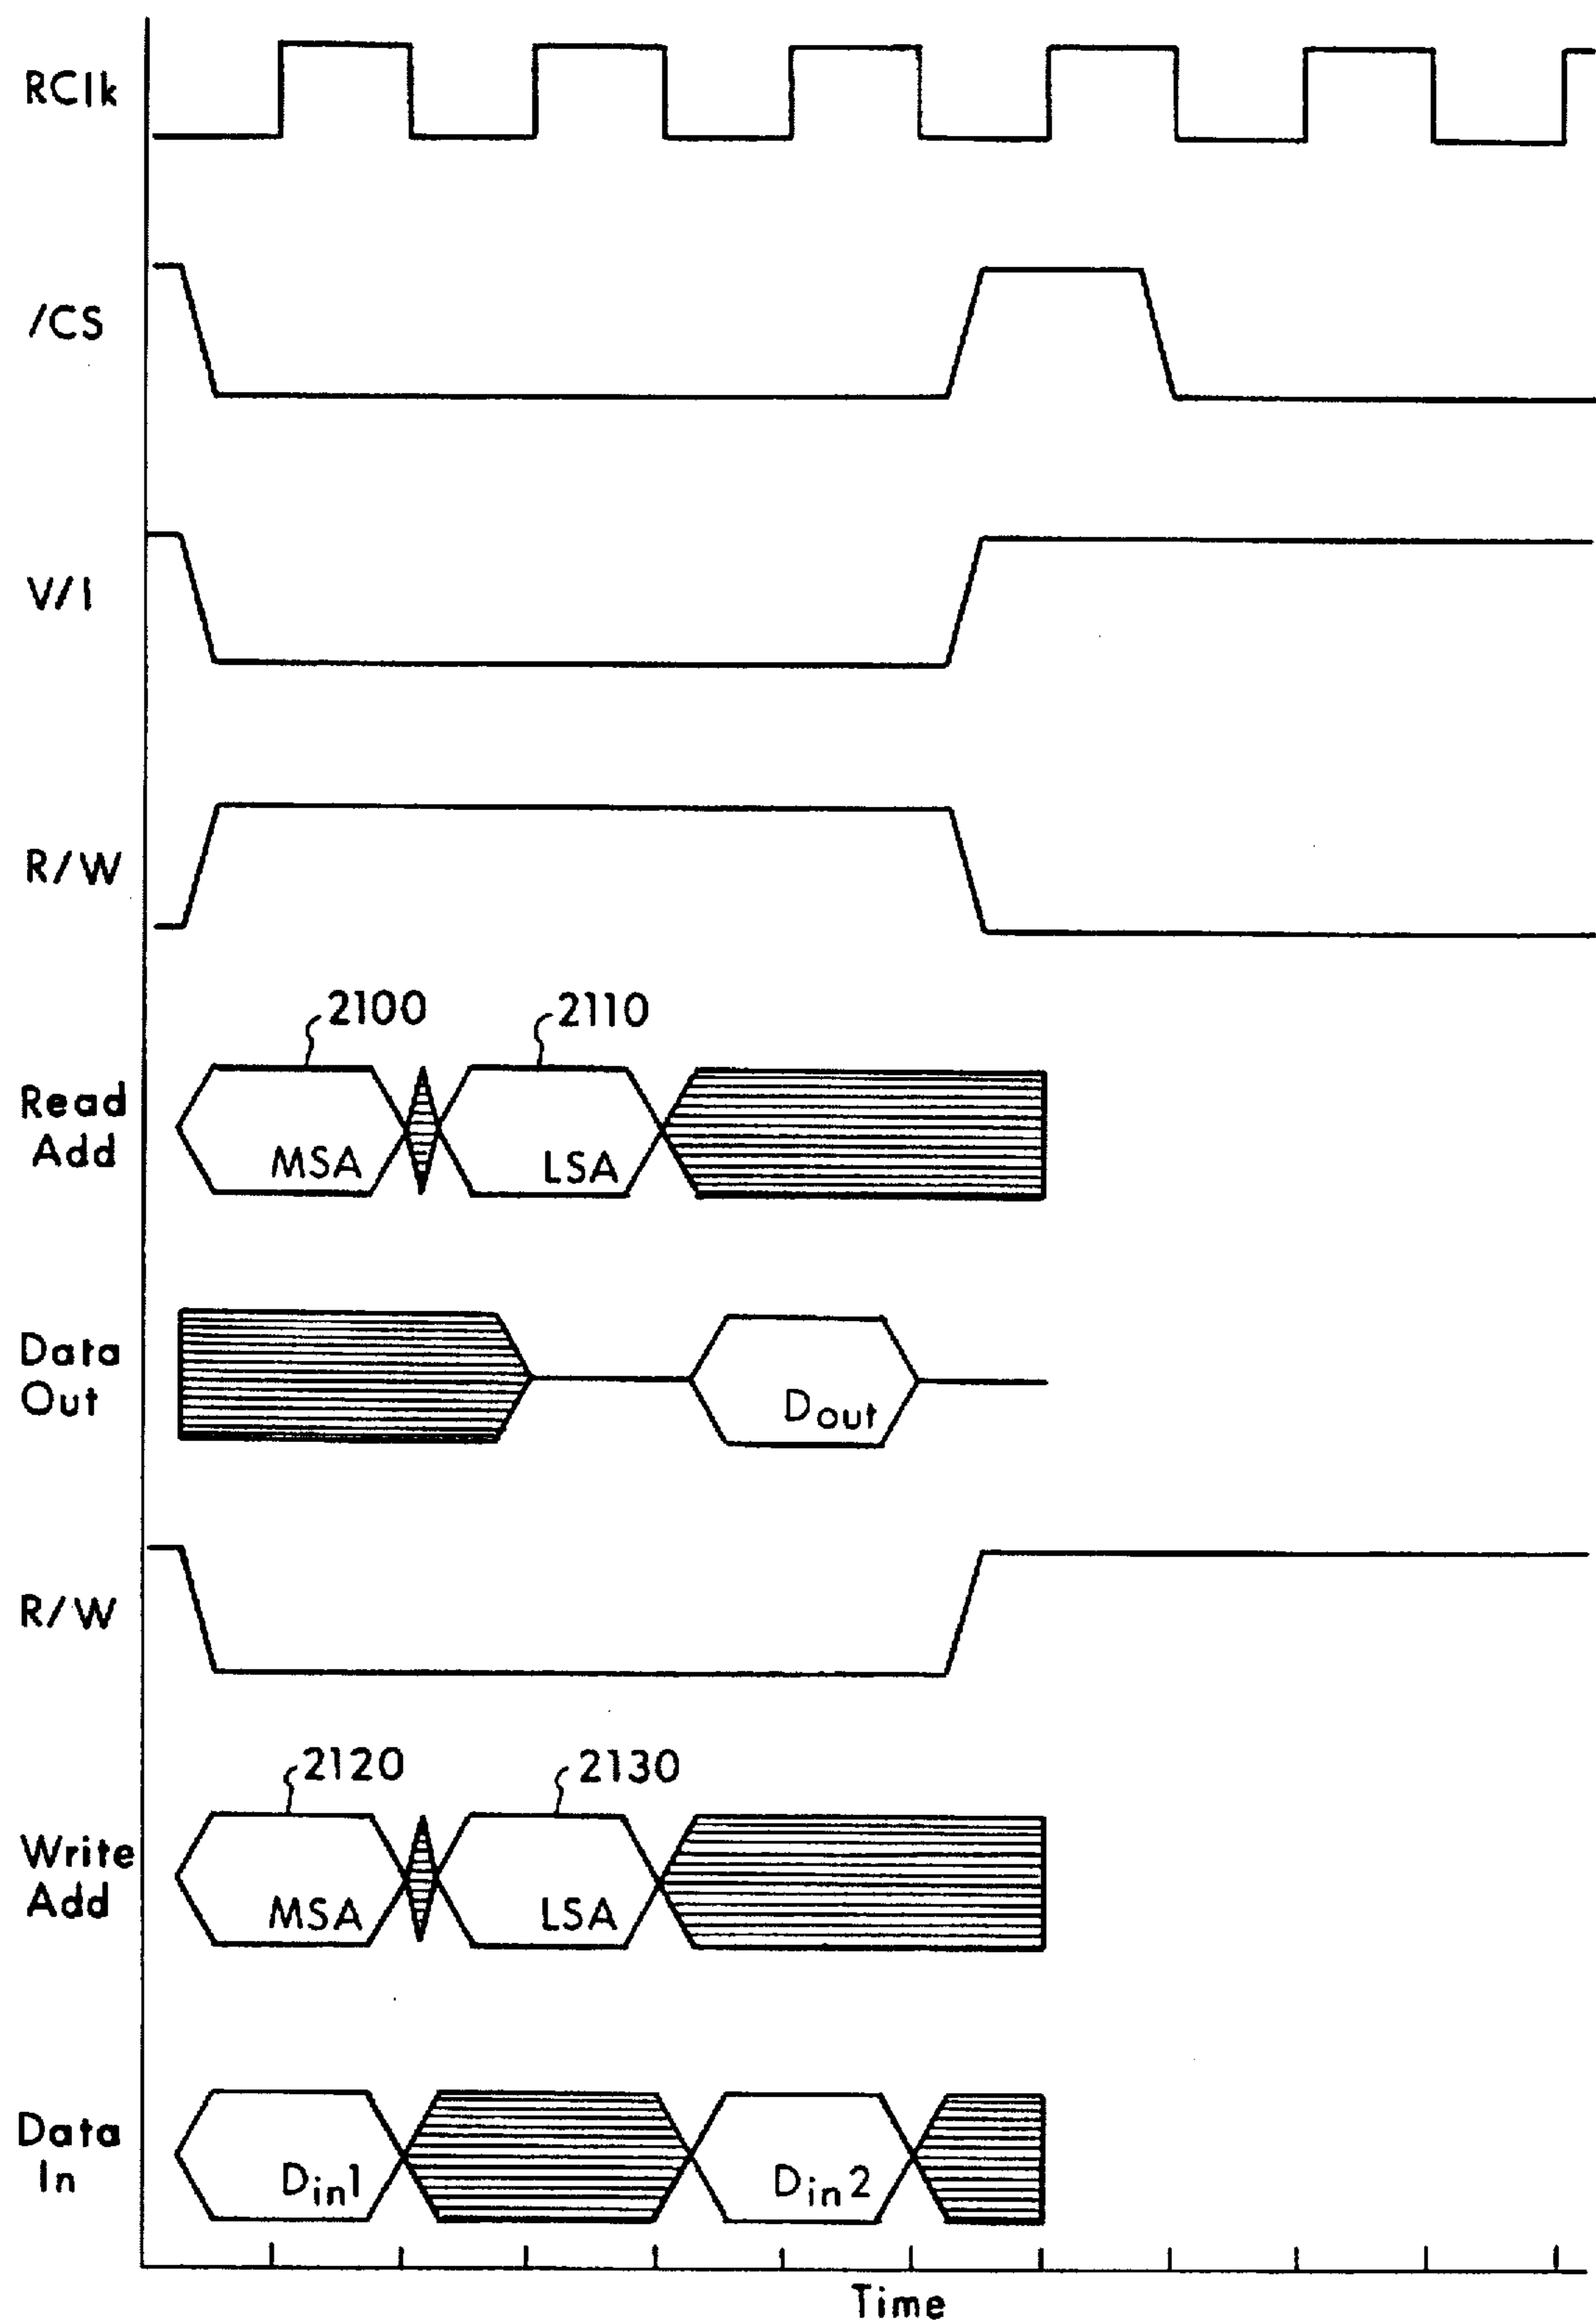 RClk
/CS
V/I
R/W
2100 2110
Read
Add
MSA LSA
Data
Out
Dout
R/W
2120 2130
Write
Add
MSA LSA
Data
In
Din1 Din2
Time